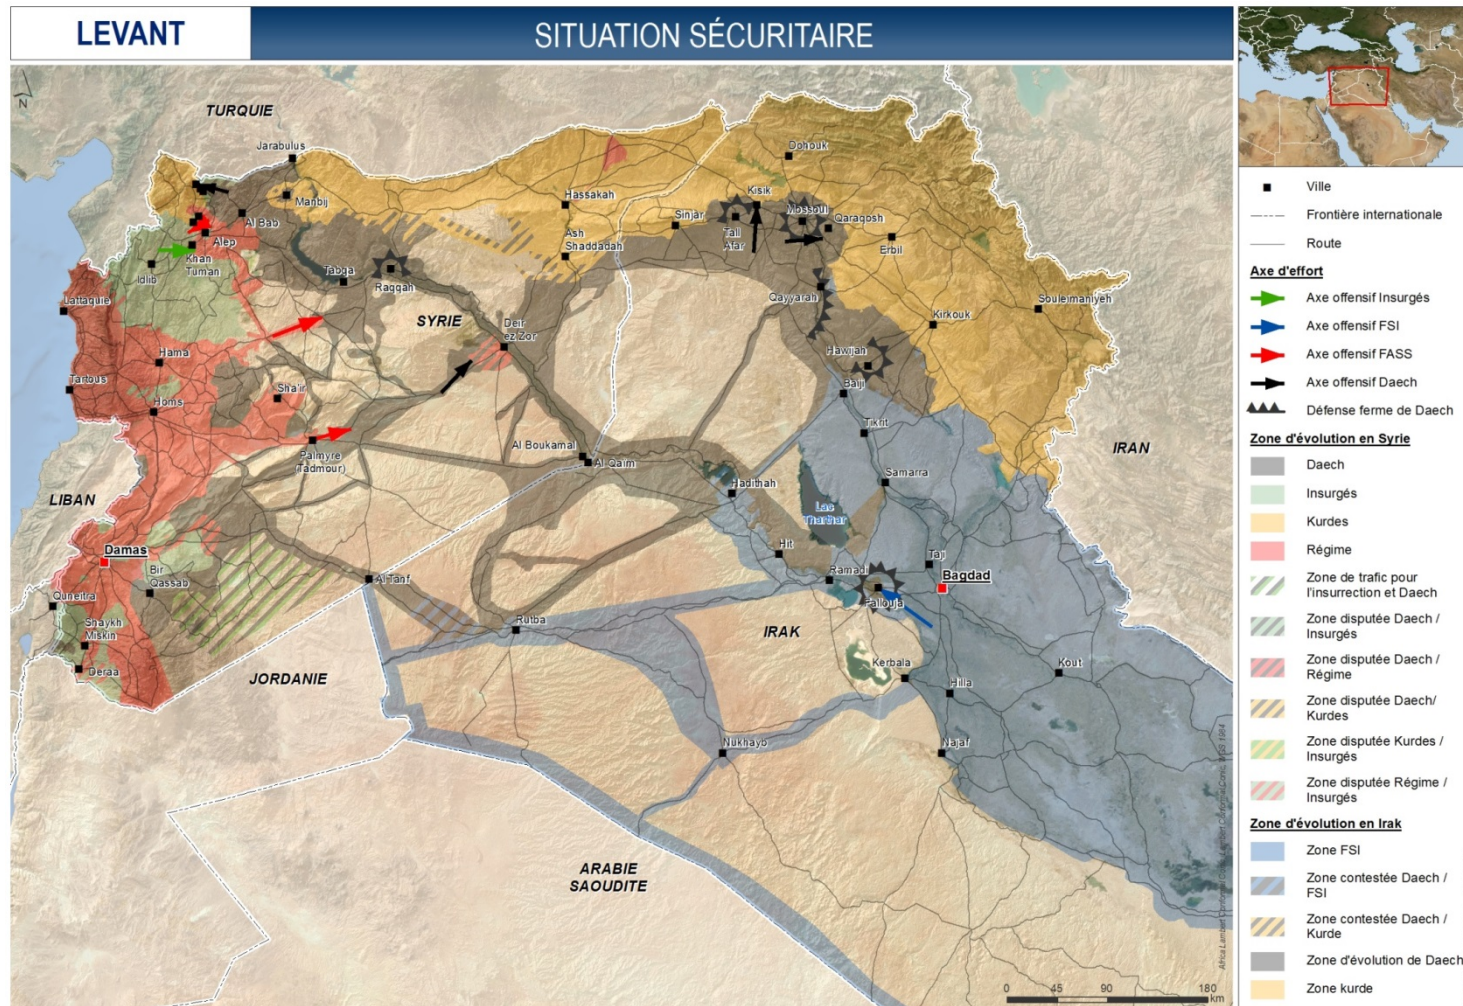 LEVANT
SITUATION SÉCURITAIRE
N
TURQUIE
Jarabulus
Manbij
Al Bab
Alep
Khan
Tuman
Idlib
Lattaquie
Tabqa
Raqqah
SYRIE
Hassakah
Ash
Shaddadah
Sinjar
Dohouk
Kisik
Tall
Afar
Mossoul
Qaraqosh
Erbil
Qayyarah
Kirkouk
Souleimaniyeh
Deir
ez Zor
Hama
Tartous
Homs
Sha'ir
Palmyre
(Tadmour)
Hawijah
Baiji
Tikrit
Samarra
IRAN
Al Boukamal
Al Qaïm
Hadithah
Lac
Tharthar
LIBAN
Damas
Bir
Qassab
Quneitra
Shaykh
Miskin
Deraa
Al Tanf
Hit
Ramadi
Taji
Bagdad
Fallouja
Rutba
IRAK
JORDANIE
Kerbala
Hilla
Kout
Nukhayb
Najaf
ARABIE
SAOUDITE
0 45 90 180
km
Ville
Frontière internationale
Route
Axe d'effort
Axe offensif Insurgés
Axe offensif FSI
Axe offensif FASS
Axe offensif Daech
Défense ferme de Daech
Zone d'évolution en Syrie
Daech
Insurgés
Kurdes
Régime
Zone de trafic pour
l'insurrection et Daech
Zone disputée Daech /
Insurgés
Zone disputée Daech /
Régime
Zone disputée Daech/
Kurdes
Zone disputée Kurdes /
Insurgés
Zone disputée Régime /
Insurgés
Zone d'évolution en Irak
Zone FSI
Zone contestée Daech /
FSI
Zone contestée Daech /
Kurde
Zone d'évolution de Daech
Zone kurde